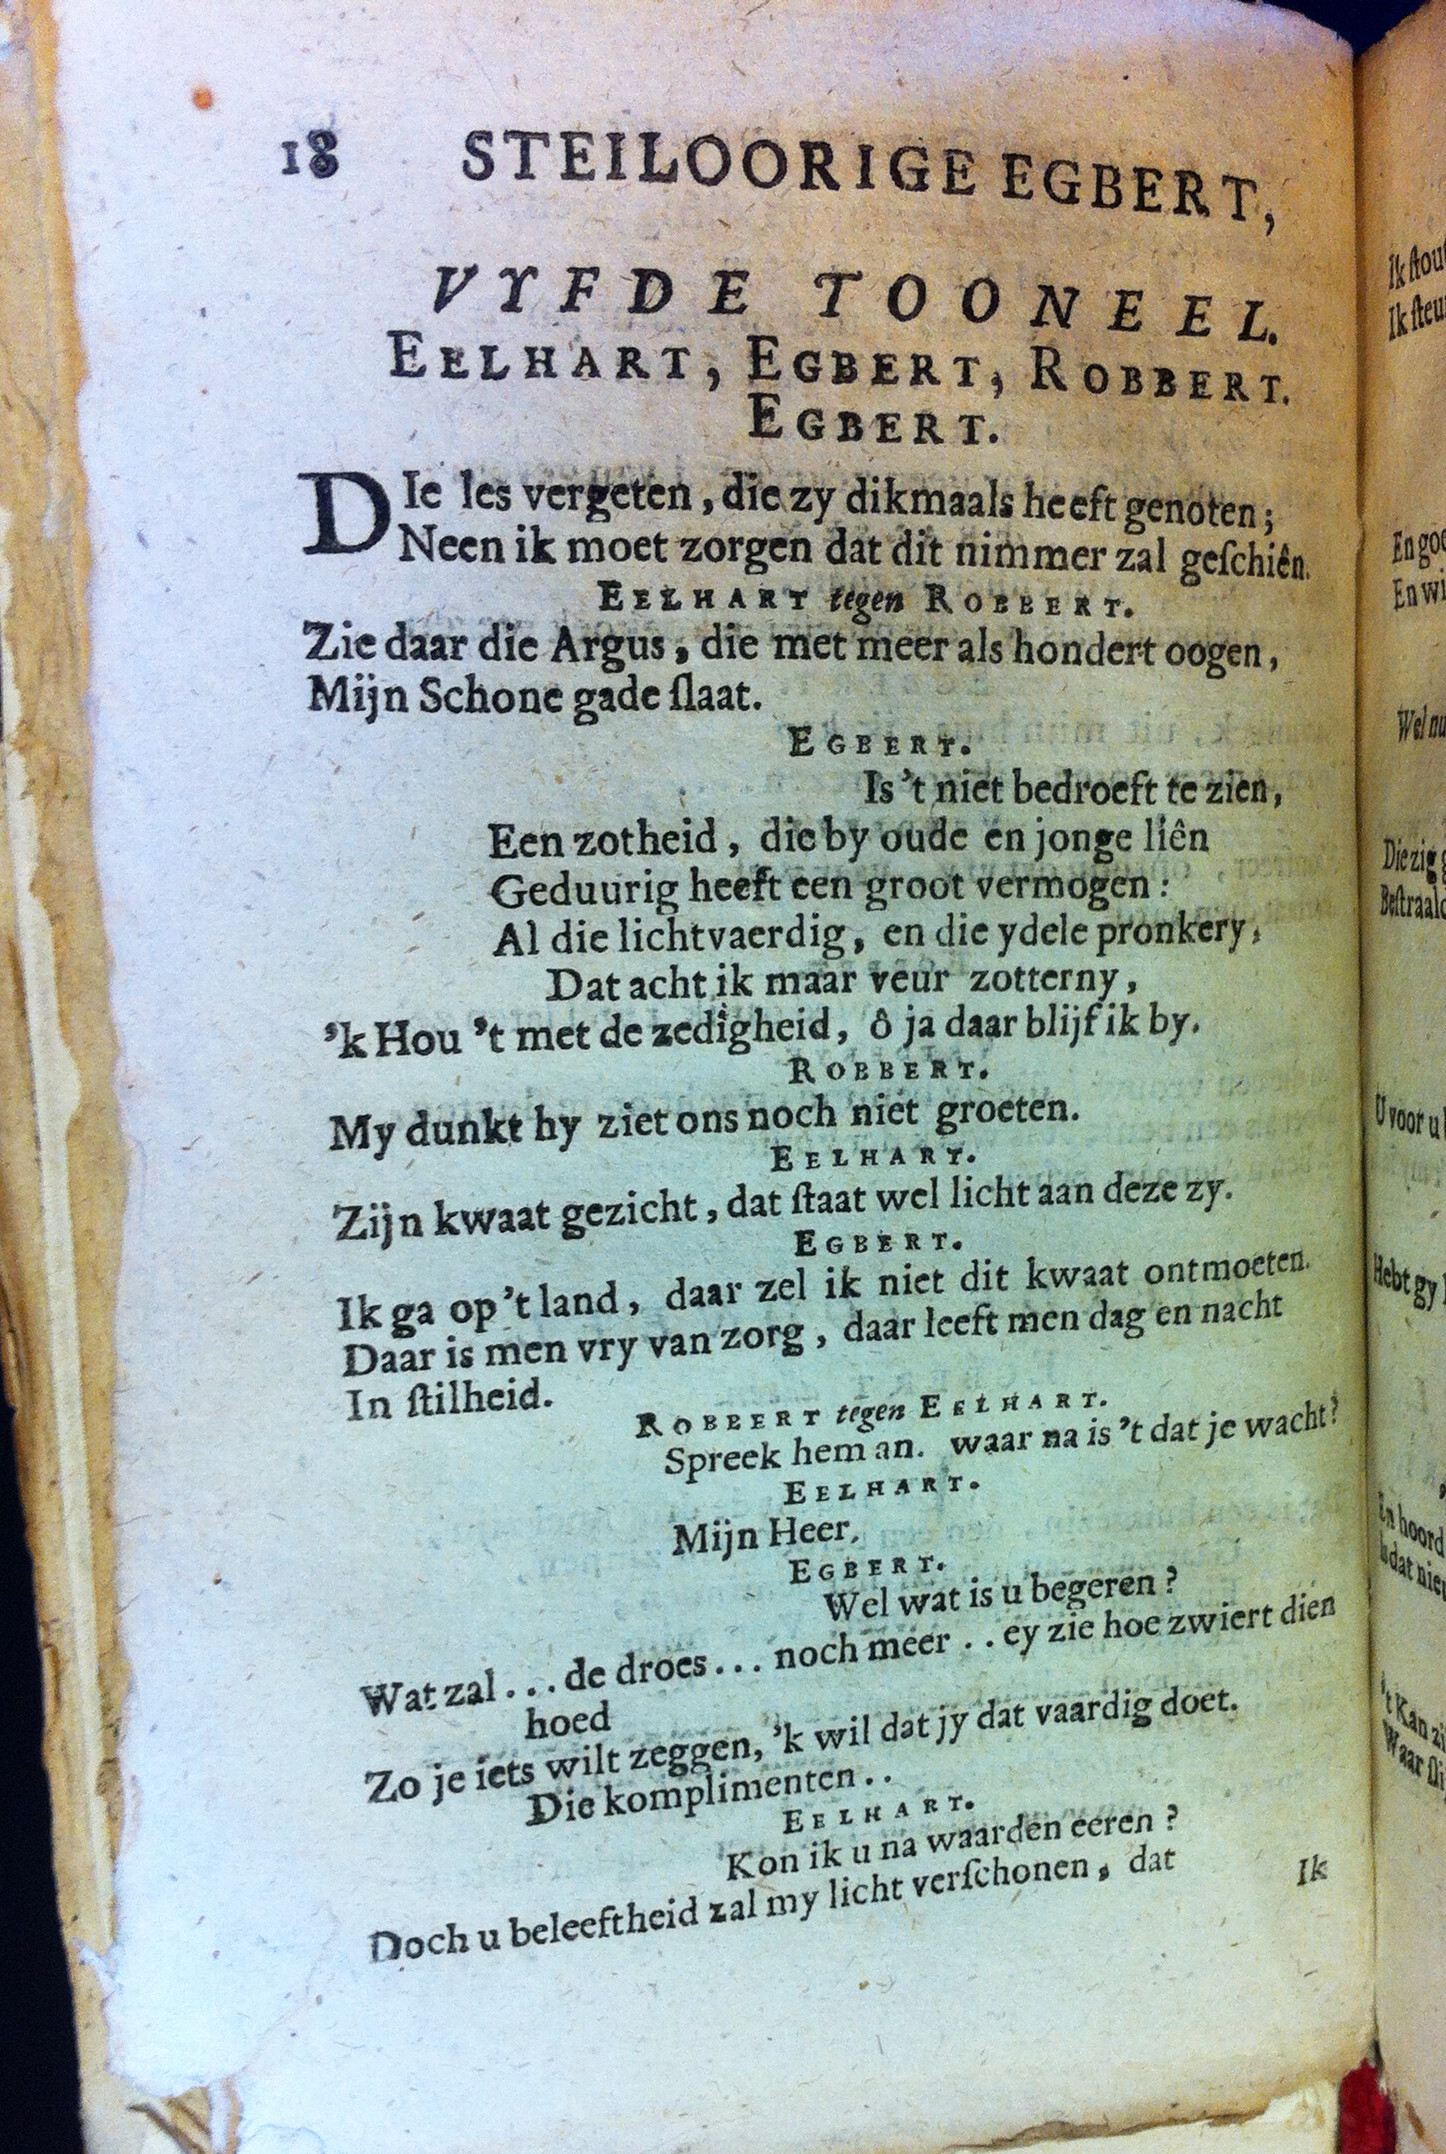 18 STEILOORIGE EGBERT,
VYFDE TOONEEL.
EELHART, EGBERT, ROBBERT.
EGBERT.
DIe les vergeten, die zy dikmaals heeft genoten;
Neen ik moet zorgen dat dit nimmer zal geſchiên.
EELHART tegen ROBBERT.
Zie daar die Argus, die met meer als hondert oogen,
Mijn Schone gade ſlaat.
EGBERT.
Is 't niet bedroeft te zien,
Een zotheid, die by oude en jonge liên
Geduurig heeft een groot vermogen:
Al die lichtvaerdig, en die ydele pronkery,
Dat acht ik maar veur zotterny,
'k Hou 't met de zedigheid, ô ja daar blijf ik by.
ROBBERT.
My dunkt hy ziet ons noch niet groeten.
EELHART.
Zijn kwaat gezicht, dat ſtaat wel licht aan deze zy.
EGBERT.
Ik ga op 't land, daar zel ik niet dit kwaat ontmoeten.
Daar is men vry van zorg, daar leeft men dag en nacht
In ſtilheid.
ROBBERT tegen EELHART.
Spreek hem an. waar na is 't dat je wacht?
EELHART.
Mijn Heer.
EGBERT.
Wel wat is u begeren?
Wat zal... de droes... noch meer .. ey zie hoe zwiert dien
hoed
Zo je iets wilt zeggen, 'k wil dat jy dat vaardig doet.
Die komplimenten..
EELHART.
Kon ik u na waarden eeren?
Doch u beleeftheid zal my licht verſchonen, dat
Ik
Ik
En
Wel
U voor u
Hebt gy